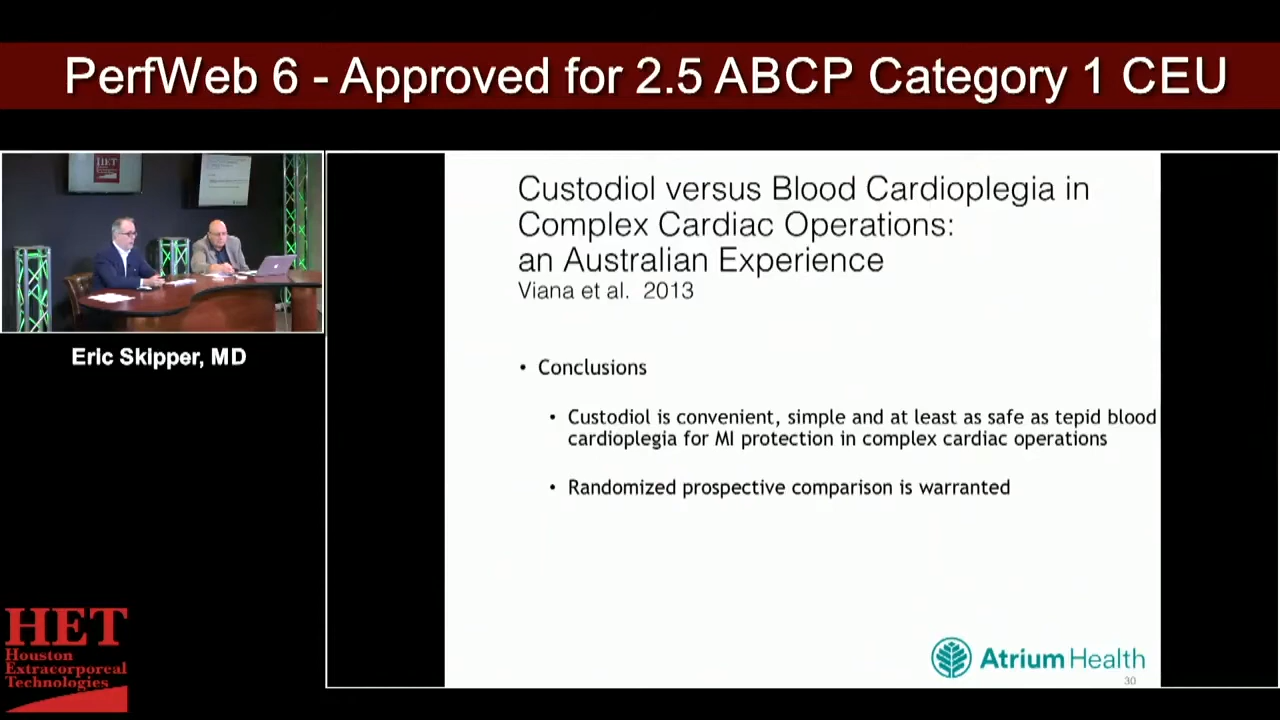 PerfWeb 6 - Approved for 2.5 ABCP Category 1 CEU
HET
Eric Skipper, MD
Custodiol versus Blood Cardioplegia in
Complex Cardiac Operations:
an Australian Experience
Viana et al. 2013
• Conclusions
• Custodiol is convenient, simple and at least as safe as tepid blood
cardioplegia for MI protection in complex cardiac operations
• Randomized prospective comparison is warranted
Atrium Health
30
HET
Houston
Extracorporeal
Technologies